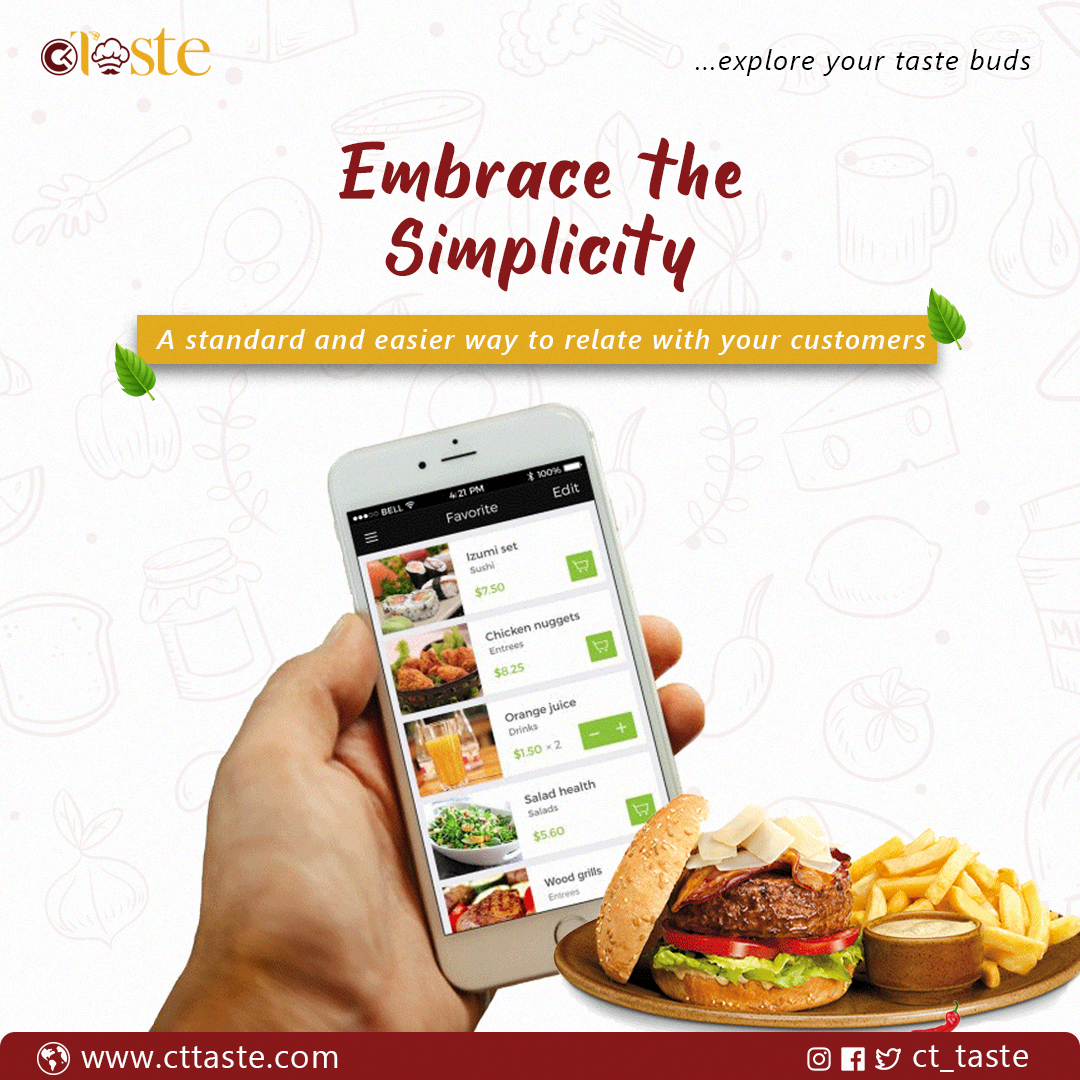 CTaste
...explore your taste buds
Embrace the
Simplicity
A standard and easier way to relate with your customers
BELL 4:21 PM 100%
Favorite Edit
Izumi set
Sushi
$7.50
Chicken nuggets
Entrees
$8.25
Orange juice
Drinks
$1.50 × 2
− +
Salad health
Salads
$5.60
Wood grills
Entrées
www.cttaste.com
ct_taste